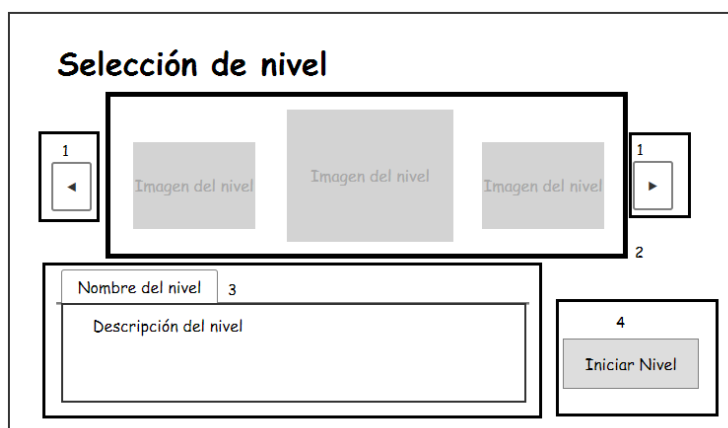 Selección de nivel
1
◄
Imagen del nivel
Imagen del nivel
Imagen del nivel
1
►
2
Nombre del nivel
3
Descripción del nivel
4
Iniciar Nivel